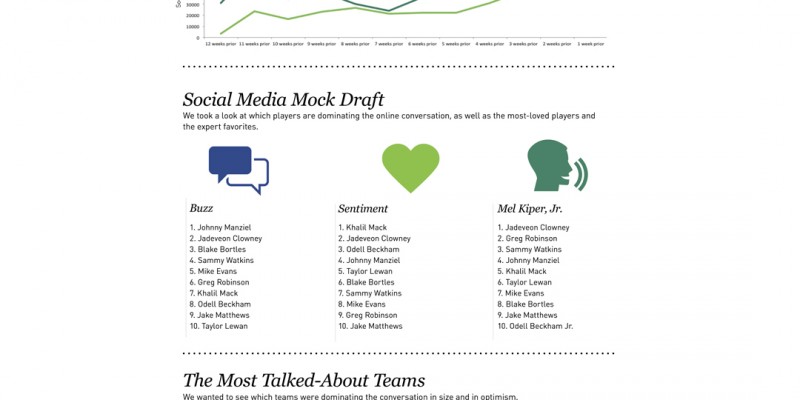 20000
10000
0
12 weeks prior 11 weeks prior 10 weeks prior 9 weeks prior 8 weeks prior 7 weeks prior 6 weeks prior 5 weeks prior 4 weeks prior 3 weeks prior 2 weeks prior 1 week prior
Social Media Mock Draft
We took a look at which players are dominating the online conversation, as well as the most-loved players and
the expert favorites.
Buzz
1. Johnny Manziel
2. Jadeveon Clowney
3. Blake Bortles
4. Sammy Watkins
5. Mike Evans
6. Greg Robinson
7. Khalil Mack
8. Odell Beckham
9. Jake Matthews
10. Taylor Lewan
Sentiment
1. Khalil Mack
2. Jadeveon Clowney
3. Odell Beckham
4. Johnny Manziel
5. Taylor Lewan
6. Blake Bortles
7. Sammy Watkins
8. Mike Evans
9. Greg Robinson
10. Jake Matthews
Mel Kiper, Jr.
1. Jadeveon Clowney
2. Greg Robinson
3. Sammy Watkins
4. Johnny Manziel
5. Khalil Mack
6. Taylor Lewan
7. Mike Evans
8. Blake Bortles
9. Jake Matthews
10. Odell Beckham Jr.
The Most Talked-About Teams
We wanted to see which teams were dominating the conversation in size and in optimism.